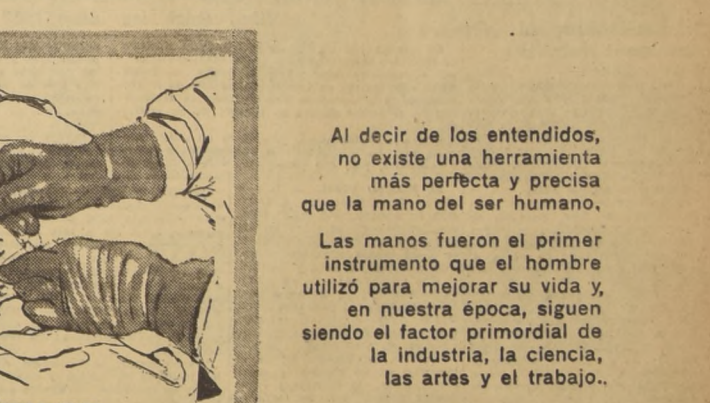 Al decir de los entendidos,
no existe una herramienta
más perfecta y precisa
que la mano del ser humano.
Las manos fueron el primer
instrumento que el hombre
utilizó para mejorar su vida y,
en nuestra época, siguen
siendo el factor primordial de
la industria, la ciencia,
las artes y el trabajo..